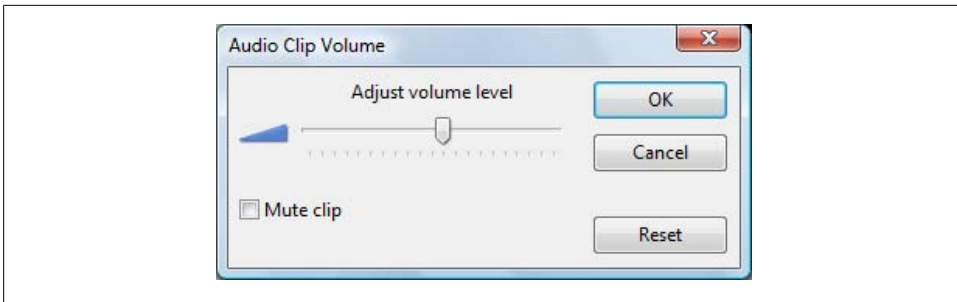 Audio Clip Volume
Adjust volume level
OK
Cancel
Mute clip
Reset